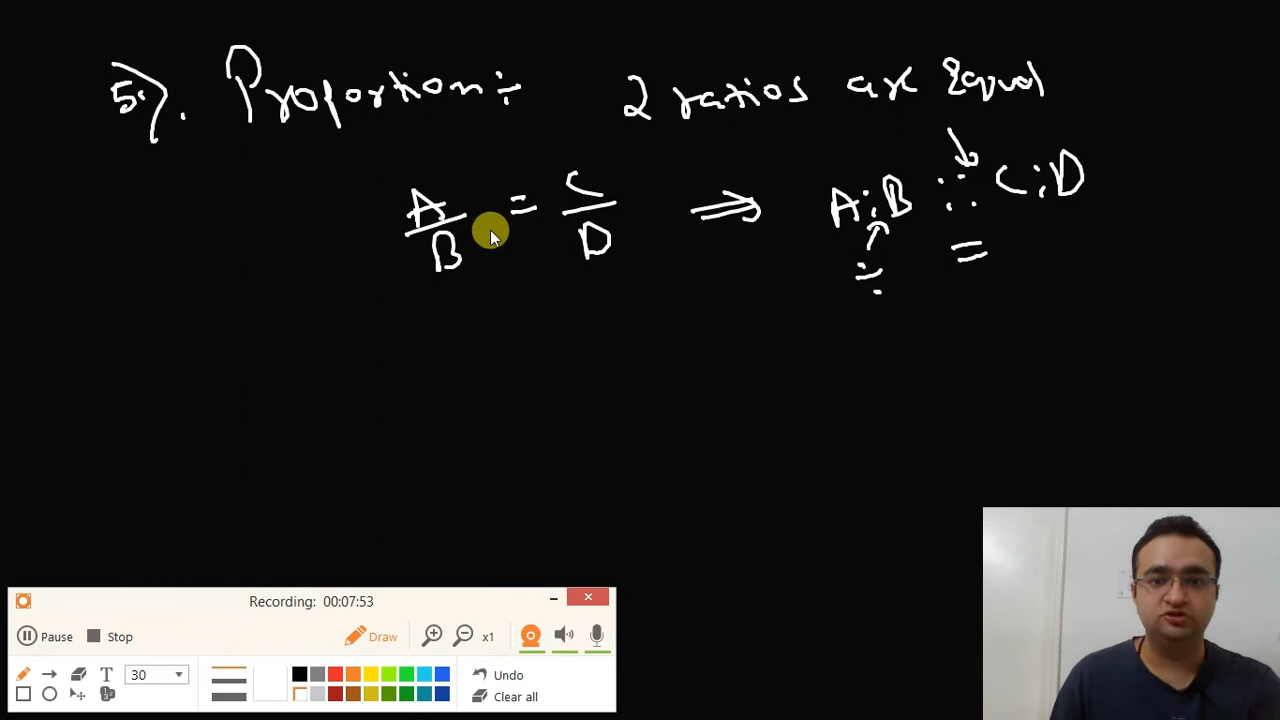 5.). Proportion :- 2 ratios are Equal
A/B = C/D ⇒ A:B :: C:D
÷ =
Recording: 00:07:53
Pause Stop Draw x1
T 30 Undo
Clear all